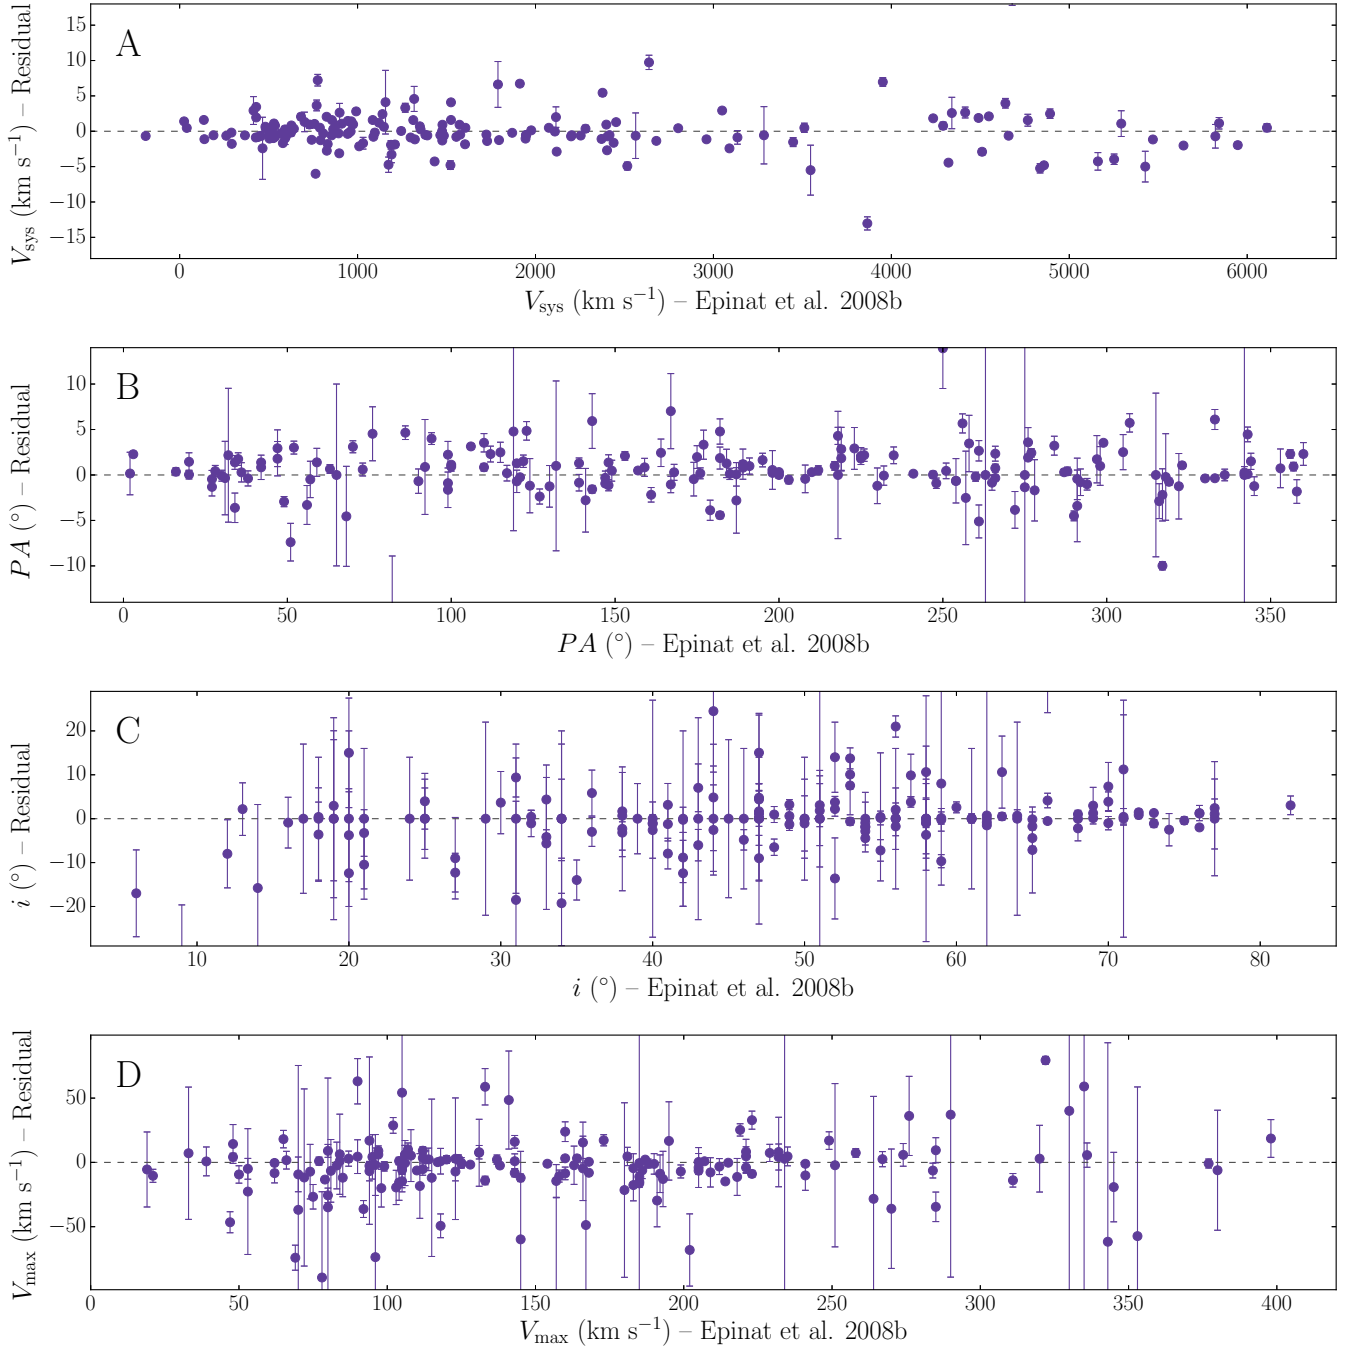 A
V_sys (km s⁻¹) – Residual
15
10
5
0
−5
−10
−15
0 1000 2000 3000 4000 5000 6000
V_sys (km s⁻¹) – Epinat et al. 2008b
B
PA (°) – Residual
10
5
0
−5
−10
0 50 100 150 200 250 300 350
PA (°) – Epinat et al. 2008b
C
i (°) – Residual
20
10
0
−10
−20
10 20 30 40 50 60 70 80
i (°) – Epinat et al. 2008b
D
V_max (km s⁻¹) – Residual
50
0
−50
0 50 100 150 200 250 300 350 400
V_max (km s⁻¹) – Epinat et al. 2008b